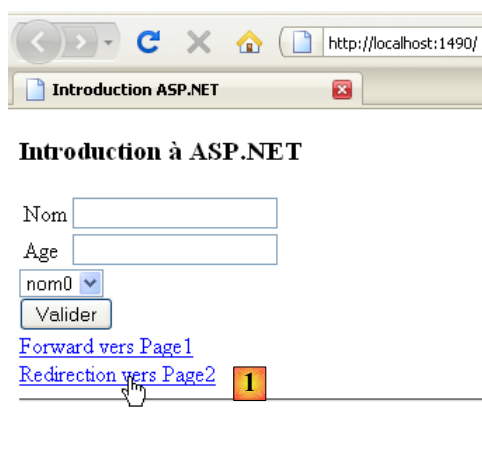 http://localhost:1490/
Introduction ASP.NET
Introduction à ASP.NET
Nom
Age
nom0
Valider
Forward vers Page1
Redirection vers Page2
1